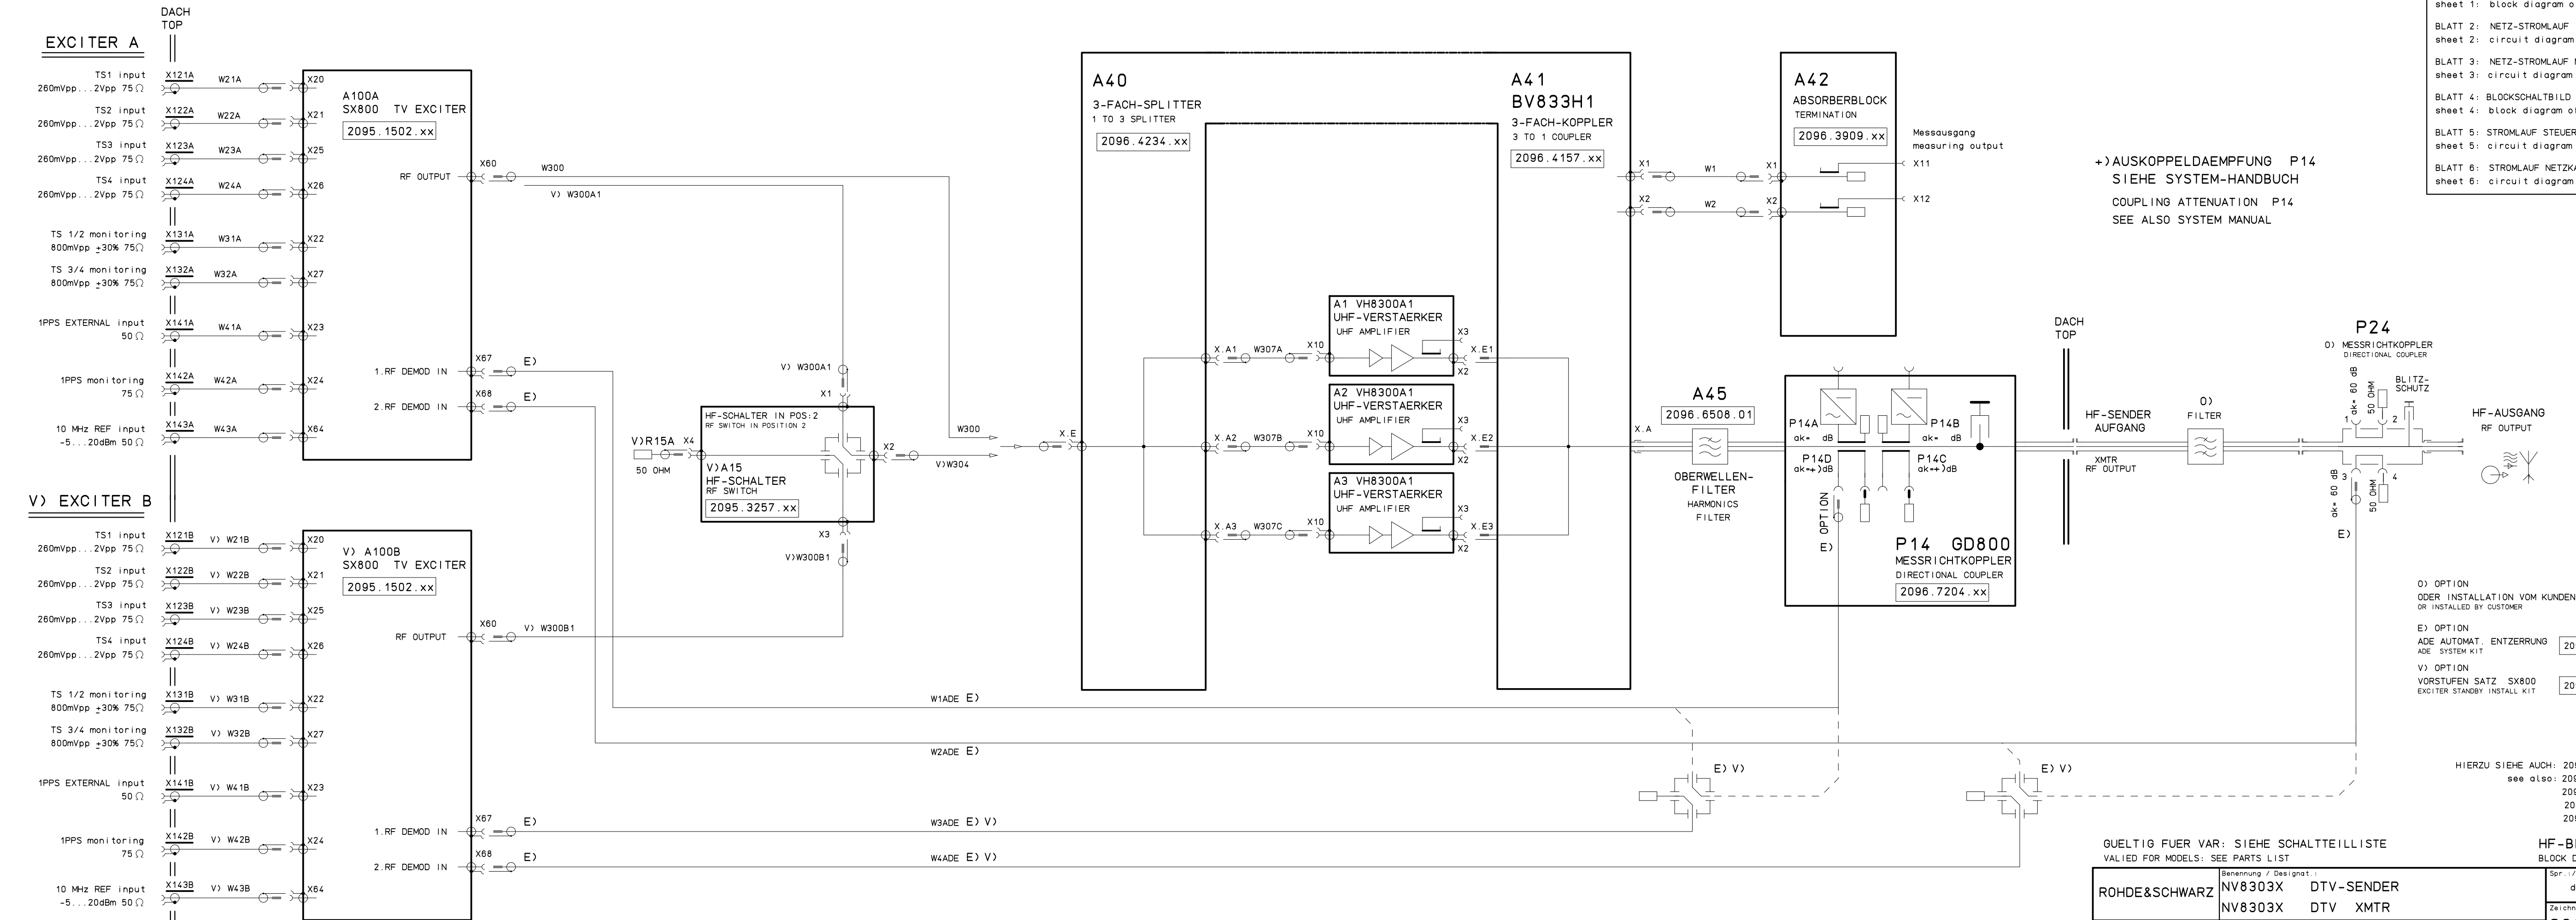 DACH
TOP
EXCITER A
TS1 input
260mVpp...2Vpp 75Ω
X121A
W21A
X20
TS2 input
260mVpp...2Vpp 75Ω
X122A
W22A
X21
TS3 input
260mVpp...2Vpp 75Ω
X123A
W23A
X25
TS4 input
260mVpp...2Vpp 75Ω
X124A
W24A
X26
TS 1/2 monitoring
800mVpp ±30% 75Ω
X131A
W31A
X22
TS 3/4 monitoring
800mVpp ±30% 75Ω
X132A
W32A
X27
1PPS EXTERNAL input
50Ω
X141A
W41A
X23
1PPS monitoring
75Ω
X142A
W42A
X24
10 MHz REF input
-5...20dBm 50Ω
X143A
W43A
X64
A100A
SX800 TV EXCITER
2095.1502.xx
RF OUTPUT
X60
W300
V) W300A1
1.RF DEMOD IN
X67
E)
2.RF DEMOD IN
X68
E)
V) EXCITER B
TS1 input
260mVpp...2Vpp 75Ω
X121B
V) W21B
X20
TS2 input
260mVpp...2Vpp 75Ω
X122B
V) W22B
X21
TS3 input
260mVpp...2Vpp 75Ω
X123B
V) W23B
X25
TS4 input
260mVpp...2Vpp 75Ω
X124B
V) W24B
X26
TS 1/2 monitoring
800mVpp ±30% 75Ω
X131B
V) W31B
X22
TS 3/4 monitoring
800mVpp ±30% 75Ω
X132B
V) W32B
X27
1PPS EXTERNAL input
50Ω
X141B
V) W41B
X23
1PPS monitoring
75Ω
X142B
V) W42B
X24
10 MHz REF input
-5...20dBm 50Ω
X143B
V) W43B
X64
V) A100B
SX800 TV EXCITER
2095.1502.xx
RF OUTPUT
X60
V) W300B1
1.RF DEMOD IN
X67
E)
2.RF DEMOD IN
X68
E)
V) W300A1
X1
HF-SCHALTER IN POS:2
RF SWITCH IN POSITION 2
V)R15A
X4
50 OHM
V)A15
HF-SCHALTER
RF SWITCH
2095.3257.xx
X2
X3
V)W300B1
W300
V)W304
X.E
A40
3-FACH-SPLITTER
1 TO 3 SPLITTER
2096.4234.xx
X.A1
W307A
X10
A1 VH8300A1
UHF-VERSTAERKER
UHF AMPLIFIER
X3
X.E1
X2
X.A2
W307B
X10
A2 VH8300A1
UHF-VERSTAERKER
UHF AMPLIFIER
X3
X.E2
X2
X.A3
W307C
X10
A3 VH8300A1
UHF-VERSTAERKER
UHF AMPLIFIER
X3
X.E3
X2
A41
BV833H1
3-FACH-KOPPLER
3 TO 1 COUPLER
2096.4157.xx
X1
W1
X1
X2
W2
X2
A42
ABSORBERBLOCK
TERMINATION
2096.3909.xx
Messausgang
measuring output
X11
X12
X.A
A45
2096.6508.01
OBERWELLEN-
FILTER
HARMONICS
FILTER
P14A
ak= dB
P14B
ak= dB
P14D
ak=+)dB
P14C
ak=+)dB
E) OPTION
P14 GD800
MESSRICHTKOPPLER
DIRECTIONAL COUPLER
2096.7204.xx
+)AUSKOPPELDAEMPFUNG P14
SIEHE SYSTEM-HANDBUCH
COUPLING ATTENUATION P14
SEE ALSO SYSTEM MANUAL
DACH
TOP
HF-SENDER
AUFGANG
XMTR
RF OUTPUT
O)
FILTER
P24
O) MESSRICHTKOPPLER
DIRECTIONAL COUPLER
ak= 60 dB
50 OHM
BLITZ-
SCHUTZ
1
2
3
4
ak= 60 dB
50 OHM
E)
HF-AUSGANG
RF OUTPUT
W1ADE E)
W2ADE E)
W3ADE E) V)
W4ADE E) V)
E) V)
E) V)
sheet 1: block diagram o
BLATT 2: NETZ-STROMLAUF
sheet 2: circuit diagram
BLATT 3: NETZ-STROMLAUF
sheet 3: circuit diagram
BLATT 4: BLOCKSCHALTBILD
sheet 4: block diagram o
BLATT 5: STROMLAUF STEUER
sheet 5: circuit diagram
BLATT 6: STROMLAUF NETZKA
sheet 6: circuit diagram
O) OPTION
ODER INSTALLATION VOM KUNDEN
OR INSTALLED BY CUSTOMER
E) OPTION
ADE AUTOMAT. ENTZERRUNG
ADE SYSTEM KIT
20
V) OPTION
VORSTUFEN SATZ SX800
EXCITER STANDBY INSTALL KIT
20
HIERZU SIEHE AUCH: 209
see also: 209
209
20
209
GUELTIG FUER VAR: SIEHE SCHALTTEILLISTE
VALIED FOR MODELS: SEE PARTS LIST
HF-B
BLOCK D
ROHDE&SCHWARZ
Benennung / Designat.:
NV8303X DTV-SENDER
NV8303X DTV XMTR
Spr.:/
d
Zeichn